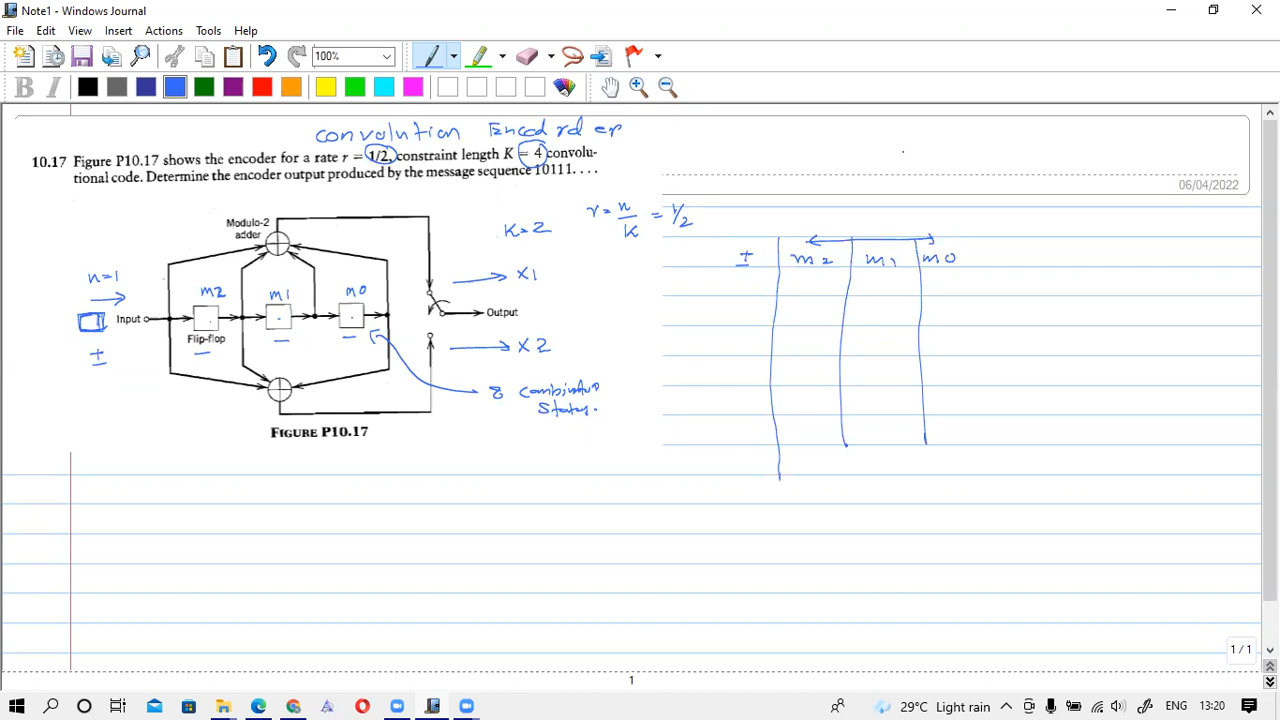 Note1 - Windows Journal
File Edit View Insert Actions Tools Help
100%
B I
convolution Encoder
10.17 Figure P10.17 shows the encoder for a rate r = 1/2, constraint length K = 4 convolu-
tional code. Determine the encoder output produced by the message sequence 10111. . . .
06/04/2022
Modulo-2
adder
K=2
r= n/K = 1/2
n=1
m2 m1 m0
x1
Input
Flip-flop
Output
x2
±
8
States.
FIGURE P10.17
± m2 m1 m0
1/1
1
29°C Light rain
ENG 13:20